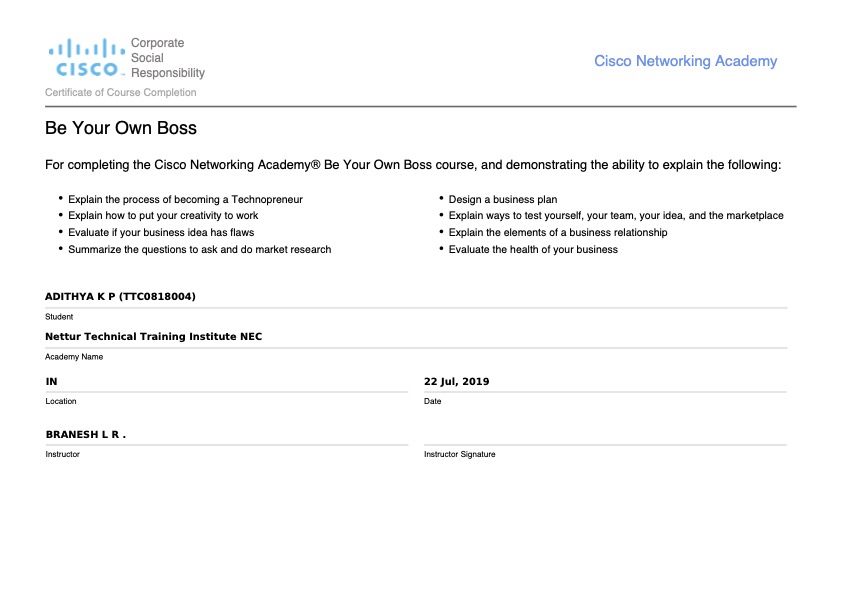 Corporate
Social
Responsibility
CISCO
Cisco Networking Academy
Certificate of Course Completion
Be Your Own Boss
For completing the Cisco Networking Academy® Be Your Own Boss course, and demonstrating the ability to explain the following:
• Explain the process of becoming a Technopreneur
• Explain how to put your creativity to work
• Evaluate if your business idea has flaws
• Summarize the questions to ask and do market research
• Design a business plan
• Explain ways to test yourself, your team, your idea, and the marketplace
• Explain the elements of a business relationship
• Evaluate the health of your business
ADITHYA K P (TTC0818004)
Student
Nettur Technical Training Institute NEC
Academy Name
IN
Location
22 Jul, 2019
Date
BRANESH L R .
Instructor
Instructor Signature